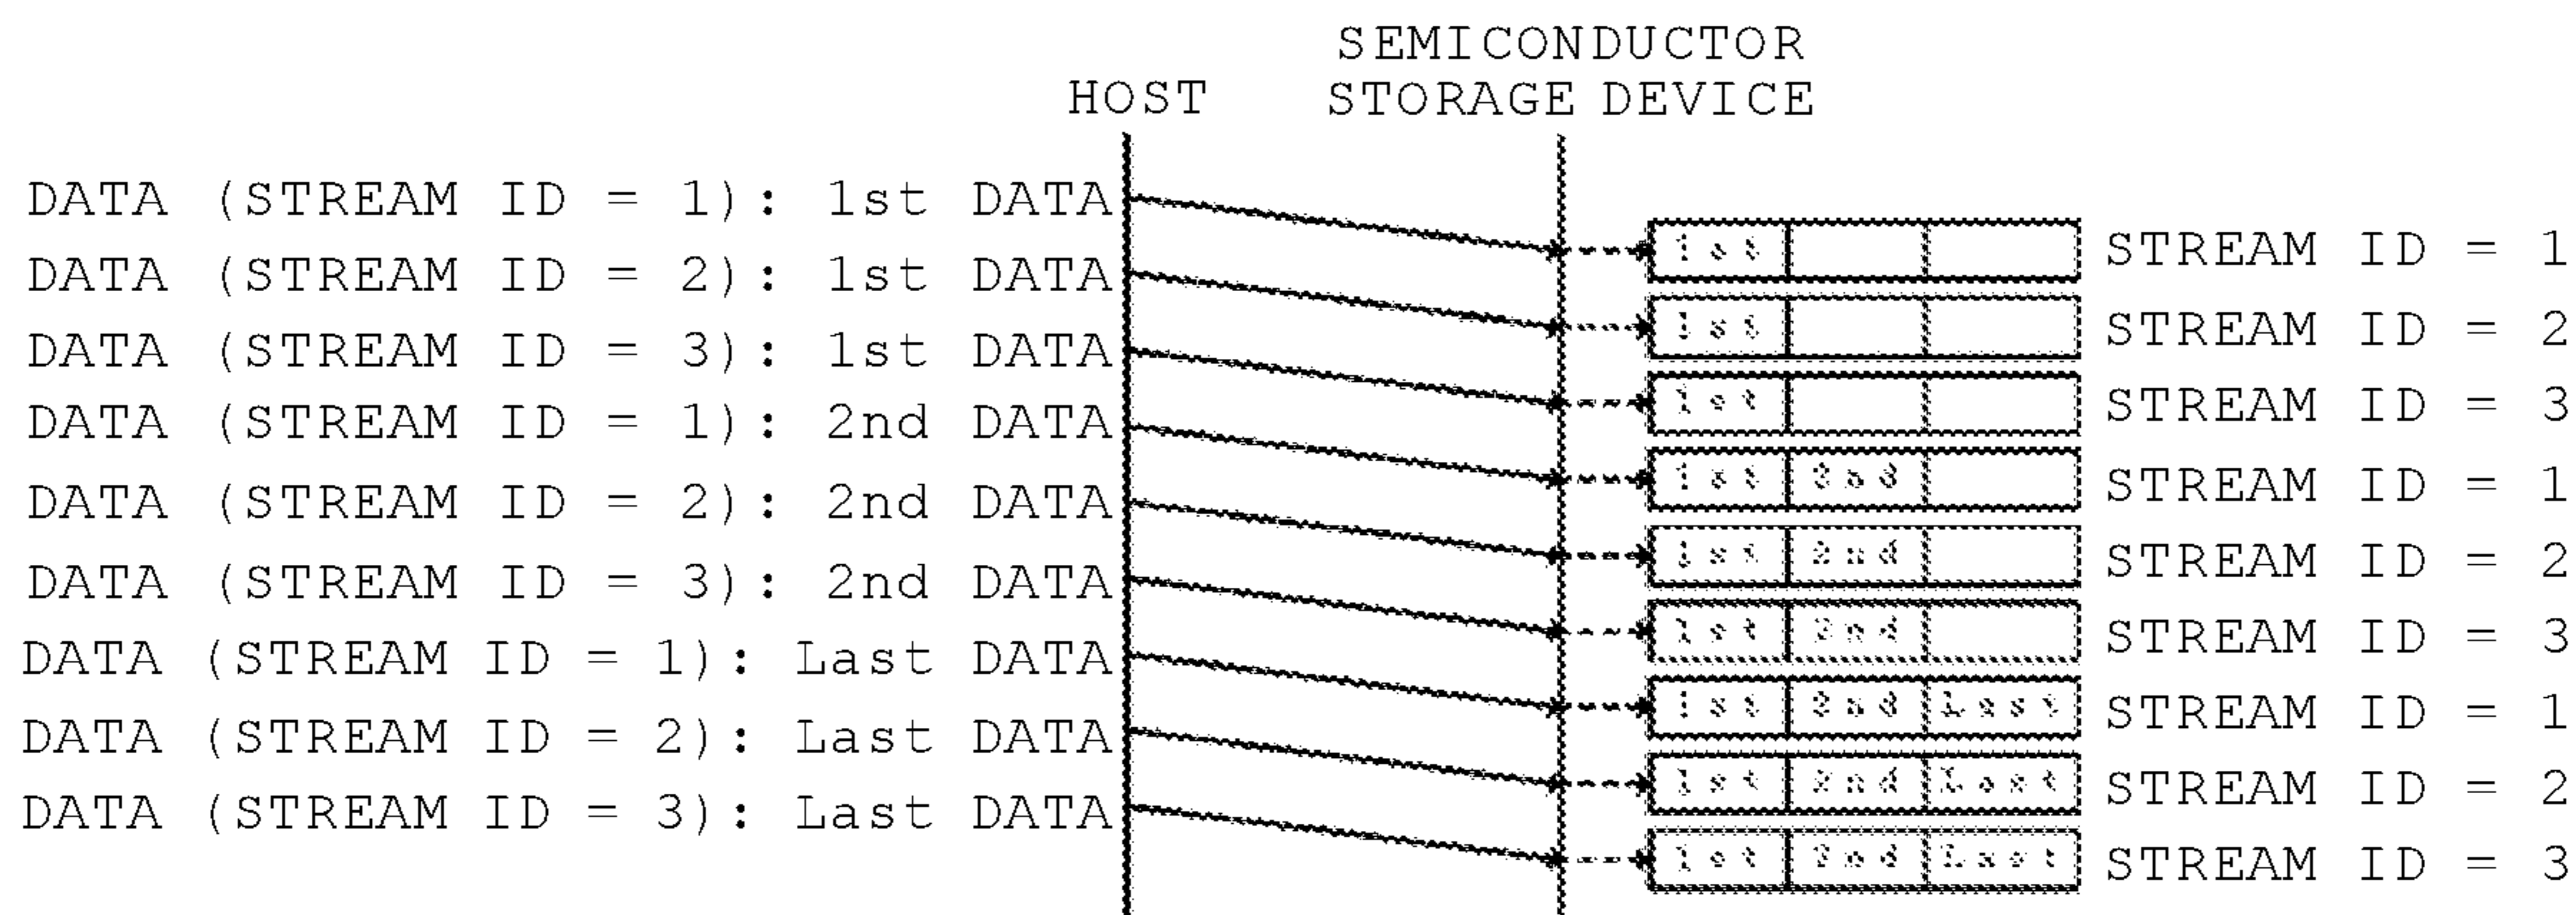 SEMICONDUCTOR
HOST STORAGE DEVICE
DATA (STREAM ID = 1): 1st DATA
1st STREAM ID = 1
DATA (STREAM ID = 2): 1st DATA
1st STREAM ID = 2
DATA (STREAM ID = 3): 1st DATA
1st STREAM ID = 3
DATA (STREAM ID = 1): 2nd DATA
1st 2nd STREAM ID = 1
DATA (STREAM ID = 2): 2nd DATA
1st 2nd STREAM ID = 2
DATA (STREAM ID = 3): 2nd DATA
1st 2nd STREAM ID = 3
DATA (STREAM ID = 1): Last DATA
1st 2nd Last STREAM ID = 1
DATA (STREAM ID = 2): Last DATA
1st 2nd Last STREAM ID = 2
DATA (STREAM ID = 3): Last DATA
1st 2nd Last STREAM ID = 3